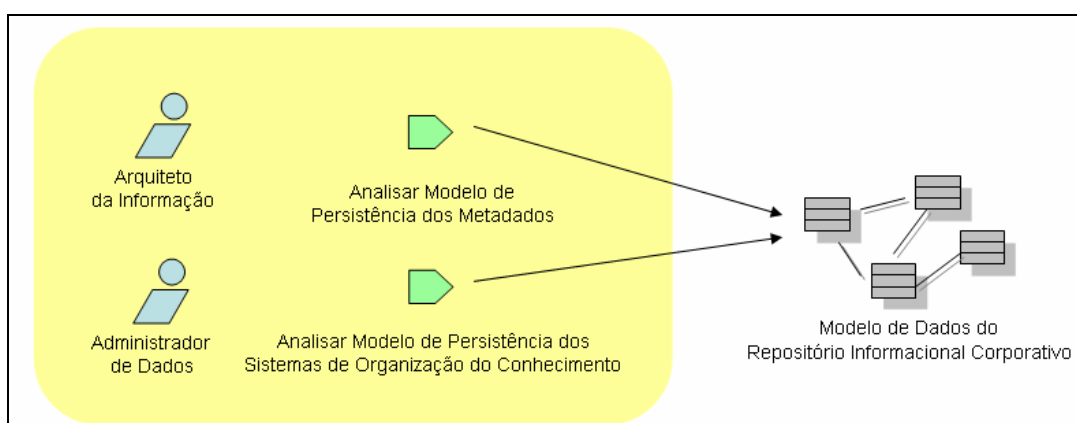 Arquiteto
da Informação
Analisar Modelo de
Persistência dos Metadados
Administrador
de Dados
Analisar Modelo de Persistência dos
Sistemas de Organização do Conhecimento
Modelo de Dados do
Repositório Informacional Corporativo